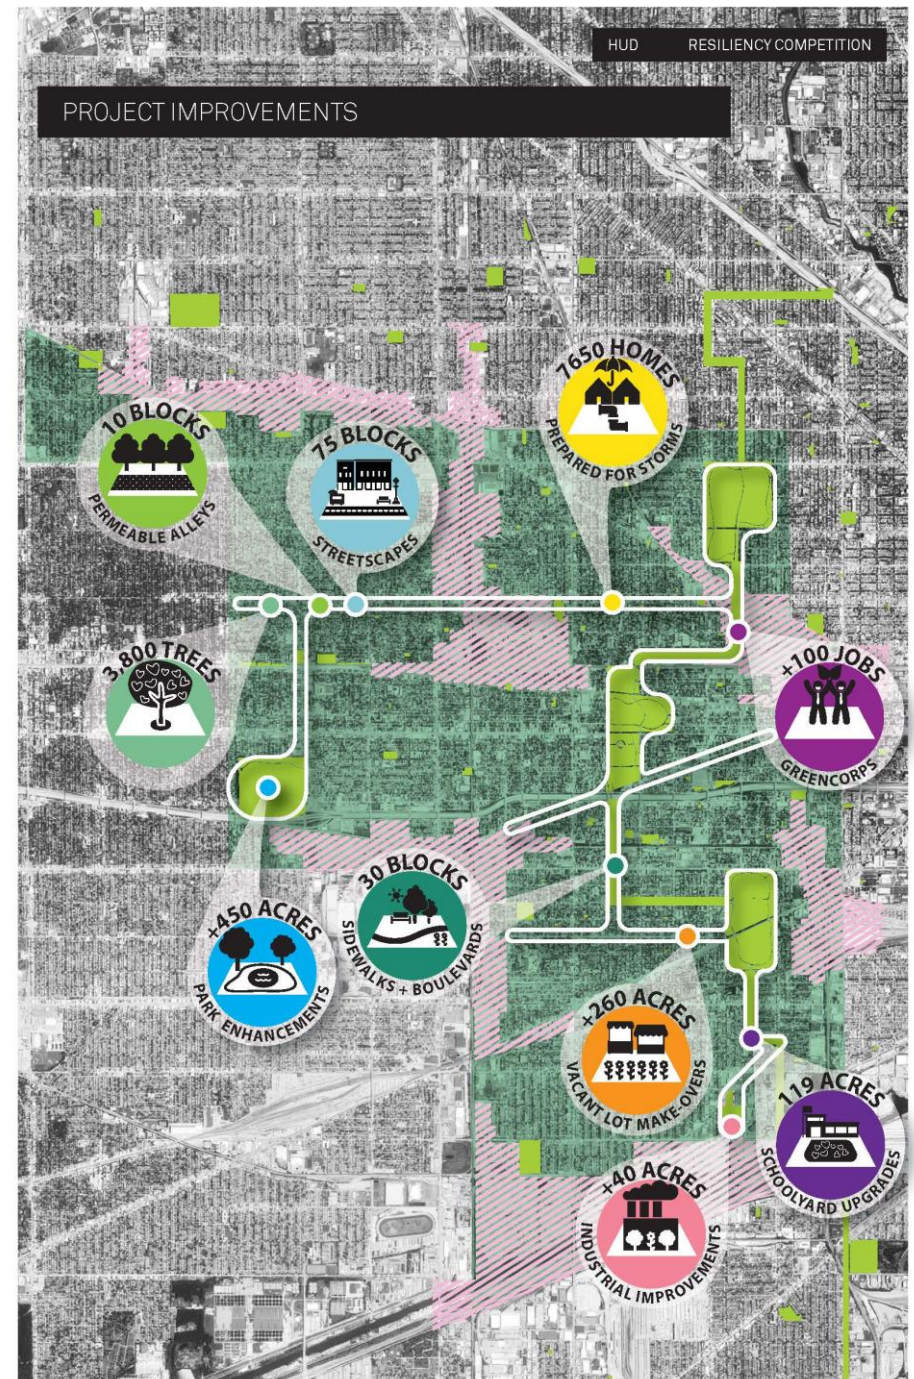 HUD RESILIENCY COMPETITION
PROJECT IMPROVEMENTS
7650 HOMES
PREPARED FOR STORMS
10 BLOCKS
PERMEABLE ALLEYS
75 BLOCKS
STREETSCAPES
3,800 TREES
+100 JOBS
GREENCORPS
30 BLOCKS
SIDEWALKS + BOULEVARDS
+450 ACRES
PARK ENHANCEMENTS
+260 ACRES
VACANT LOT MAKE-OVERS
119 ACRES
SCHOOLYARD UPGRADES
+40 ACRES
INDUSTRIAL IMPROVEMENTS